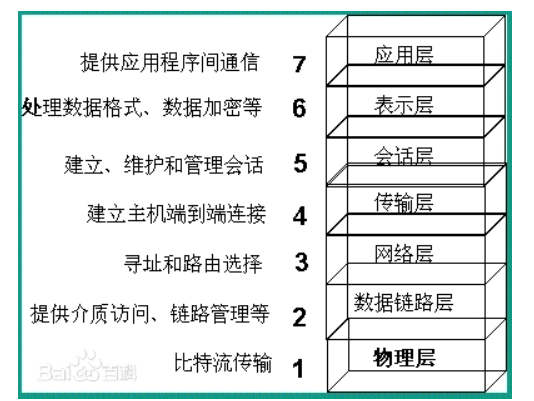 提供应用程序间通信 7 应用层
处理数据格式、数据加密等 6 表示层
建立、维护和管理会话 5 会话层
建立主机端到端连接 4 传输层
寻址和路由选择 3 网络层
提供介质访问、链路管理等 2 数据链路层
比特流传输 1 物理层
Bai百科